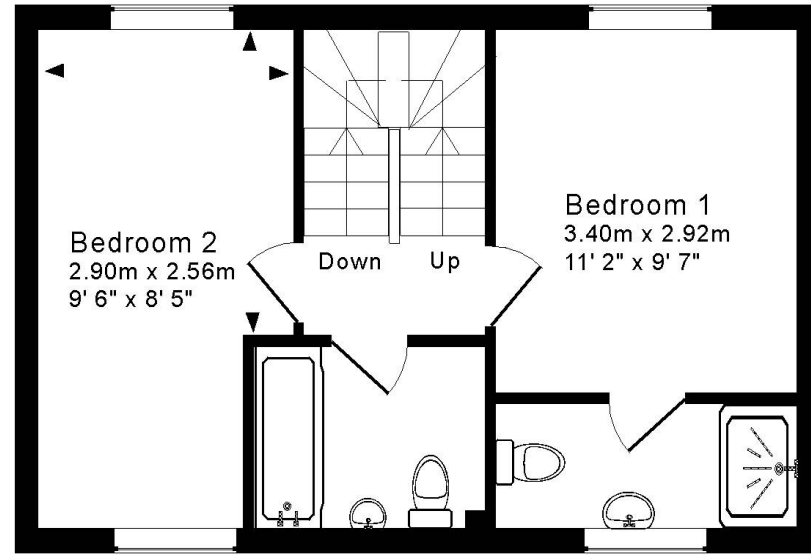 Bedroom 2
2.90m x 2.56m
9' 6" x 8' 5"
Down Up
Bedroom 1
3.40m x 2.92m
11' 2" x 9' 7"